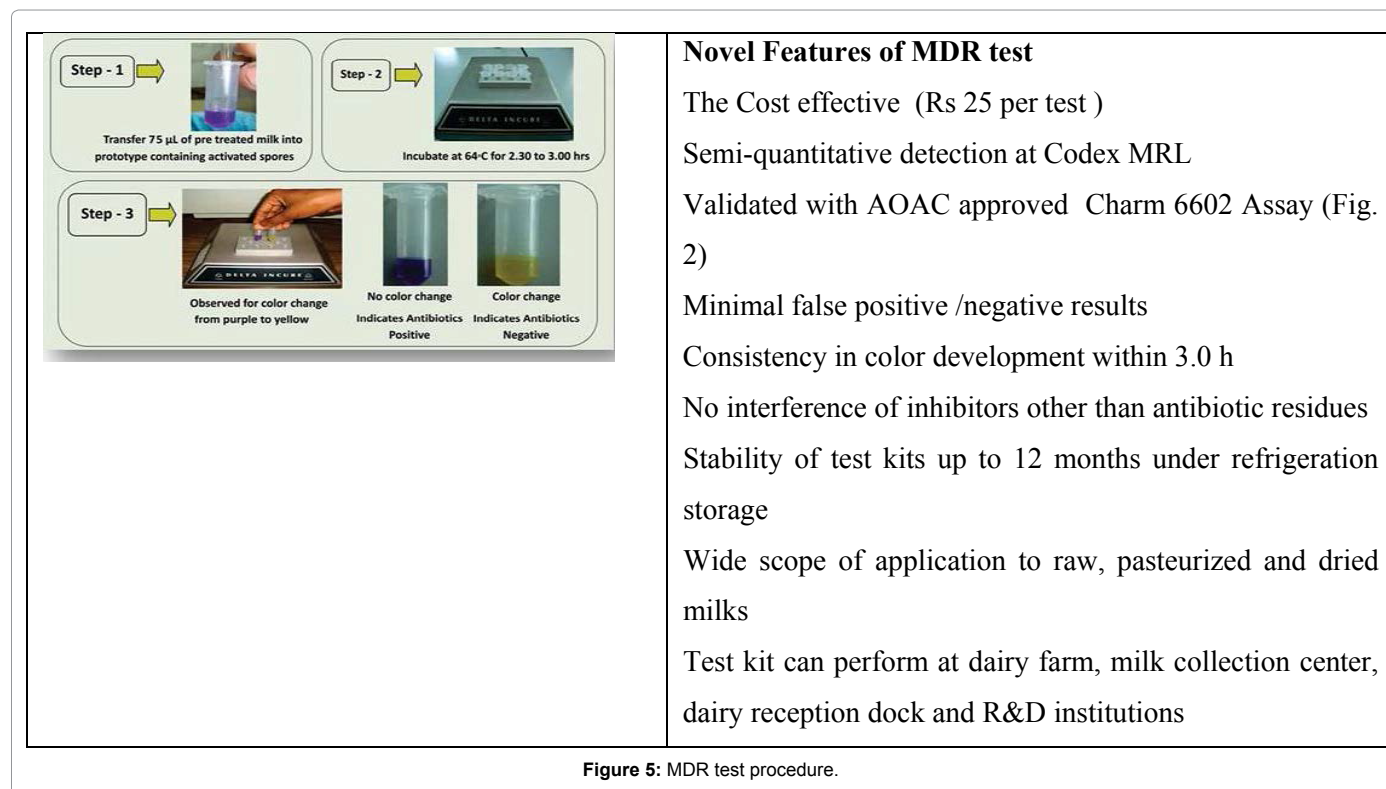 Step - 1
Transfer 75 µL of pre treated milk into
prototype containing activated spores
Step - 2
DELTA INCUBE
Incubate at 64◦C for 2.30 to 3.00 hrs
Step - 3
DELTA INCUBE
Observed for color change
from purple to yellow
No color change
Indicates Antibiotics
Positive
Color change
Indicates Antibiotics
Negative
Novel Features of MDR test
The Cost effective (Rs 25 per test )
Semi-quantitative detection at Codex MRL
Validated with AOAC approved Charm 6602 Assay (Fig.
2)
Minimal false positive /negative results
Consistency in color development within 3.0 h
No interference of inhibitors other than antibiotic residues
Stability of test kits up to 12 months under refrigeration
storage
Wide scope of application to raw, pasteurized and dried
milks
Test kit can perform at dairy farm, milk collection center,
dairy reception dock and R&D institutions
Figure 5: MDR test procedure.